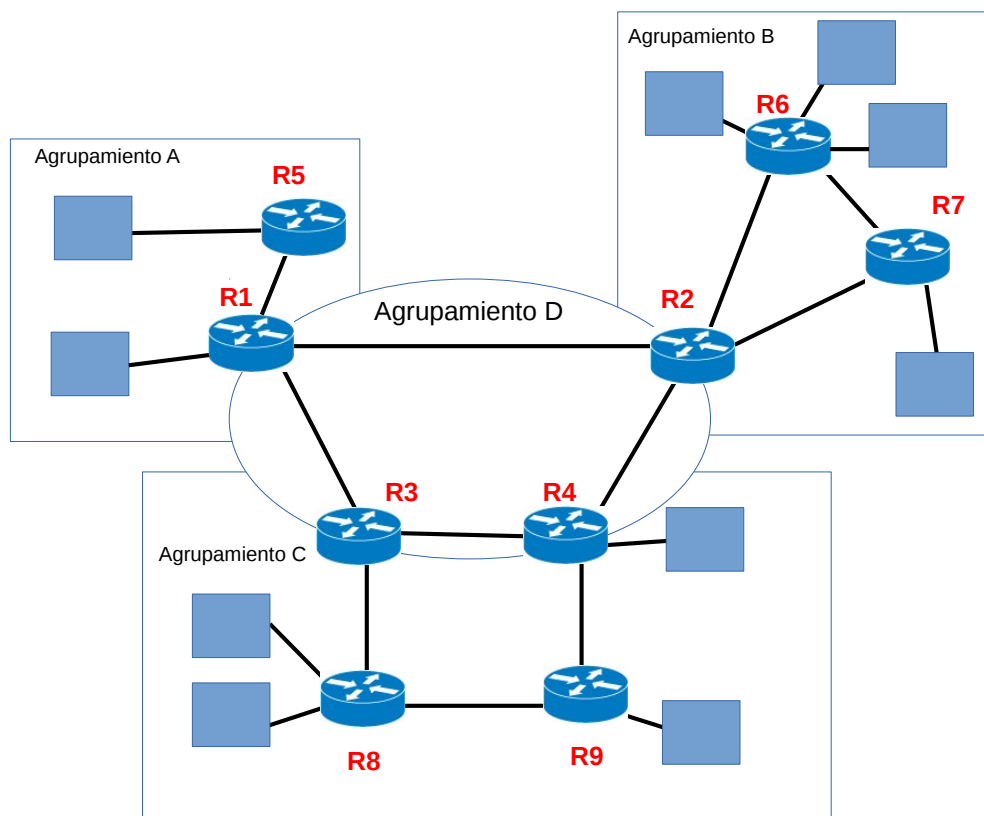 Agrupamiento B
R6
Agrupamiento A
R5
R7
R1
Agrupamiento D
R2
R3
R4
Agrupamiento C
R8
R9